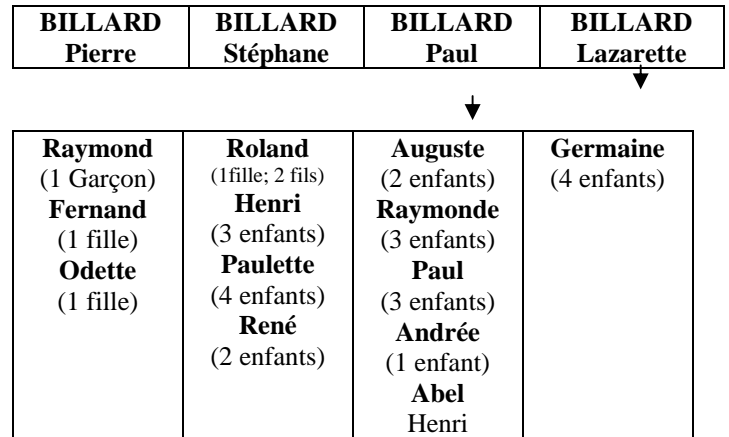 BILLARD
Pierre
BILLARD
Stéphane
BILLARD
Paul
BILLARD
Lazarette
Raymond
(1 Garçon)
Fernand
(1 fille)
Odette
(1 fille)
Roland
(1fille; 2 fils)
Henri
(3 enfants)
Paulette
(4 enfants)
René
(2 enfants)
Auguste
(2 enfants)
Raymonde
(3 enfants)
Paul
(3 enfants)
Andrée
(1 enfant)
Abel
Henri
Germaine
(4 enfants)